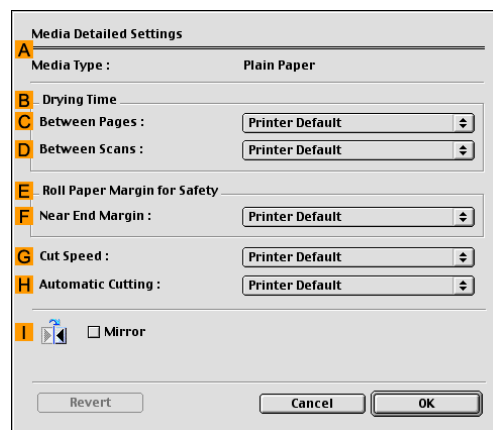 Media Detailed Settings
A
Media Type : Plain Paper
B Drying Time
C Between Pages : Printer Default
D Between Scans : Printer Default
E Roll Paper Margin for Safety
F Near End Margin : Printer Default
G Cut Speed : Printer Default
H Automatic Cutting : Printer Default
I Mirror
Revert Cancel OK